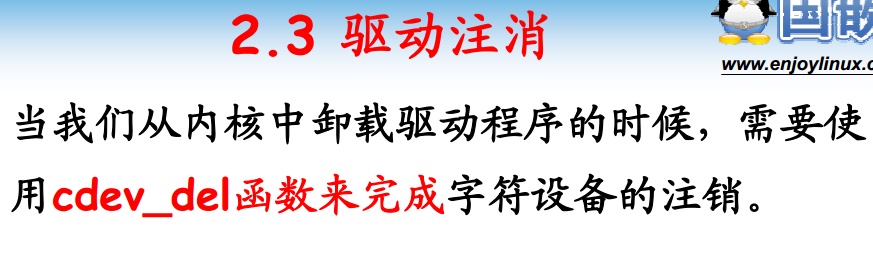 2.3 驱动注消
国嵌
www.enjoylinux.c
当我们从内核中卸载驱动程序的时候，需要使
用cdev_del函数来完成字符设备的注销。